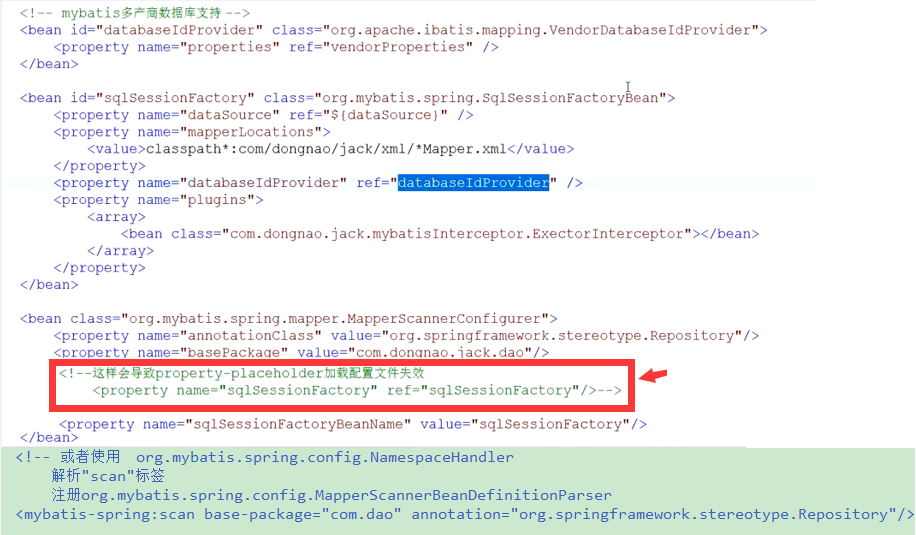 <!-- mybatis多产商数据库支持 -->
<bean id="databaseIdProvider" class="org.apache.ibatis.mapping.VendorDatabaseIdProvider">
<property name="properties" ref="vendorProperties" />
</bean>
<bean id="sqlSessionFactory" class="org.mybatis.spring.SqlSessionFactoryBean">
<property name="dataSource" ref="${dataSource}" />
<property name="mapperLocations">
<value>classpath*:com/dongnao/jack/xml/*Mapper.xml</value>
</property>
<property name="databaseIdProvider" ref="databaseIdProvider" />
<property name="plugins">
<array>
<bean class="com.dongnao.jack.mybatisInterceptor.ExectorInterceptor"></bean>
</array>
</property>
</bean>
<bean class="org.mybatis.spring.mapper.MapperScannerConfigurer">
<property name="annotationClass" value="org.springframework.stereotype.Repository"/>
<property name="basePackage" value="com.dongnao.jack.dao"/>
<!--这样会导致property-placeholder加载配置文件失效
<property name="sqlSessionFactory" ref="sqlSessionFactory"/>-->
<property name="sqlSessionFactoryBeanName" value="sqlSessionFactory"/>
</bean>
<!-- 或者使用 org.mybatis.spring.config.NamespaceHandler
解析"scan"标签
注册org.mybatis.spring.config.MapperScannerBeanDefinitionParser
<mybatis-spring:scan base-package="com.dao" annotation="org.springframework.stereotype.Repository"/>